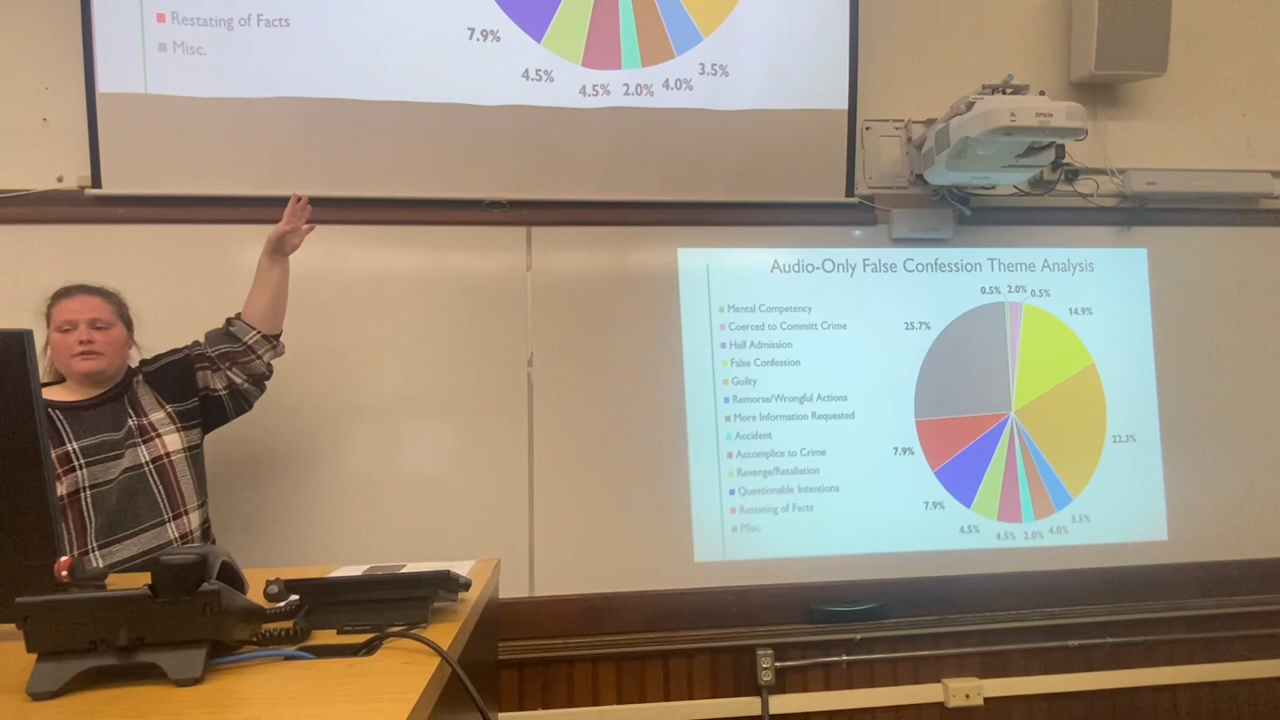 Restating of Facts
Misc.
7.9%
4.5%
4.5%
2.0%
4.0%
3.5%
EPSON
Audio-Only False Confession Theme Analysis
Mental Competency
Coerced to Committ Crime
Half Admission
False Confession
Guilty
Remorse/Wrongful Actions
More Information Requested
Accident
Accomplice to Crime
Revenge/Retaliation
Questionable Intentions
Restating of Facts
Misc.
0.5%
2.0%
0.5%
14.9%
25.7%
22.3%
7.9%
7.9%
4.5%
4.5%
2.0%
4.0%
3.5%